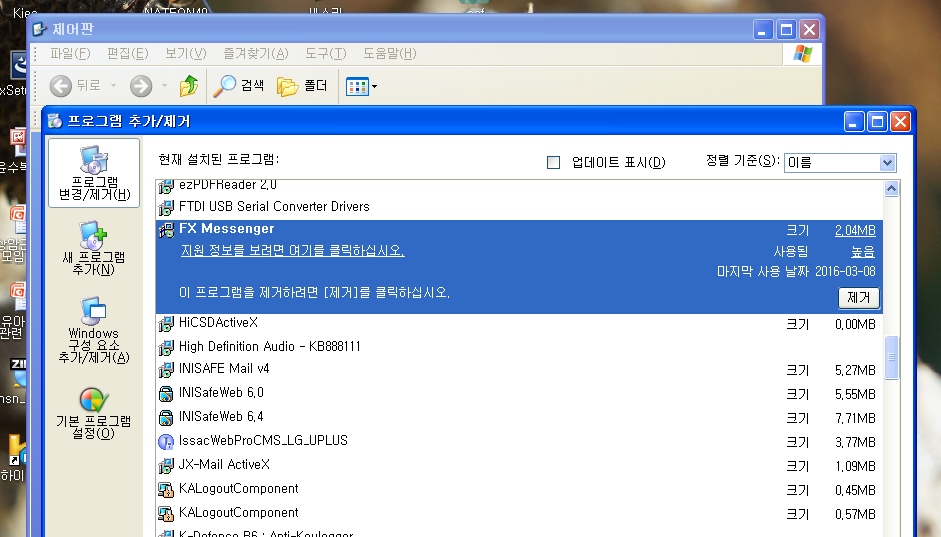 Kies
NATEON40
제어판
파일(F) 편집(E) 보기(V) 즐겨찾기(A) 도구(T) 도움말(H)
뒤로 검색 폴더
프로그램 추가/제거
프로그램
변경/제거(H)
새 프로그램
추가(N)
Windows
구성 요소
추가/제거(A)
기본 프로그램
설정(O)
현재 설치된 프로그램: 업데이트 표시(D) 정렬 기준(S): 이름
ezPDFReader 2.0
FTDI USB Serial Converter Drivers
FX Messenger 크기 2.04MB
지원 정보를 보려면 여기를 클릭하십시오. 사용됨 높음
마지막 사용 날짜 2016-03-08
이 프로그램을 제거하려면 [제거]를 클릭하십시오. 제거
HiCSDActiveX 크기 0.00MB
High Definition Audio - KB888111
INISAFE Mail v4 크기 5.27MB
INISafeWeb 6.0 크기 5.55MB
INISafeWeb 6.4 크기 7.71MB
IssacWebProCMS_LG_UPLUS 크기 3.77MB
JX-Mail ActiveX 크기 1.09MB
KALogoutComponent 크기 0.45MB
KALogoutComponent 크기 0.57MB
K-Defense B6 : Anti-Keylogger